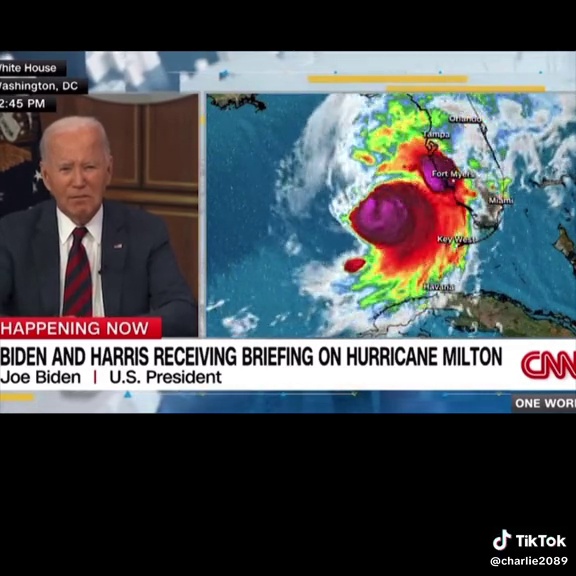 hite House
ashington, DC
2:45 PM
Orlando
Tampa
Fort Myers
Miami
Key West
Havana
HAPPENING NOW
BIDEN AND HARRIS RECEIVING BRIEFING ON HURRICANE MILTON
Joe Biden | U.S. President
CNN
ONE WOR
TikTok
@charlie2089